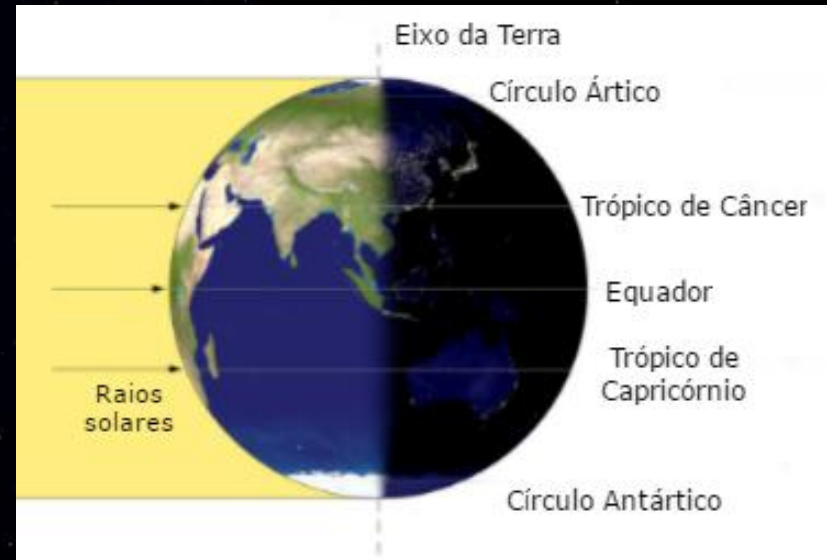 Eixo da Terra
Círculo Ártico
Trópico de Câncer
Equador
Trópico de
Capricórnio
Raios
solares
Círculo Antártico